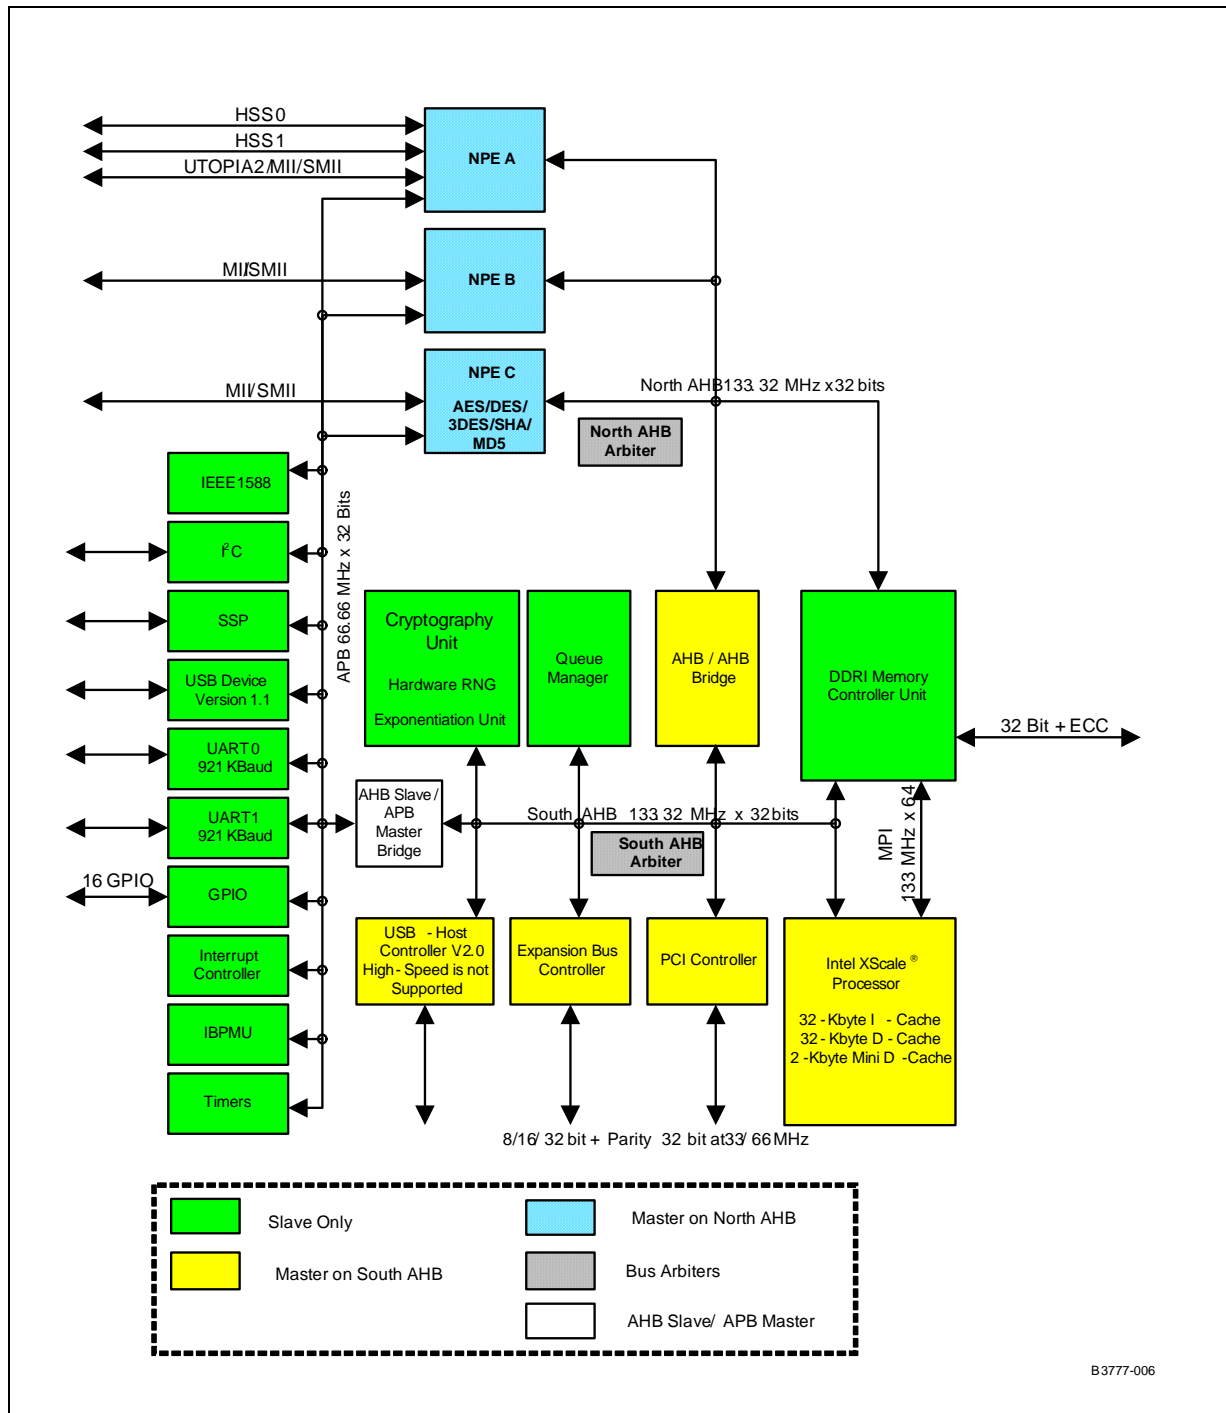 HSS0
HSS1
UTOPIA2/MII/SMII
NPE A
MII/SMII
NPE B
MII/SMII
NPE C
AES/DES/
3DES/SHA/
MD5
North AHB 133.32 MHz x 32 bits
North AHB
Arbiter
IEEE1588
I²C
SSP
USB Device
Version 1.1
UART0
921 KBaud
UART1
921 KBaud
16 GPIO
GPIO
Interrupt
Controller
IBPMU
Timers
APB 66.66 MHz x 32 Bits
Cryptography
Unit
Hardware RNG
Exponentiation Unit
Queue
Manager
AHB / AHB
Bridge
DDRI Memory
Controller Unit
32 Bit + ECC
AHB Slave /
APB
Master
Bridge
South AHB 133.32 MHz x 32 bits
South AHB
Arbiter
MPI
133 MHz x 64
USB - Host
Controller V2.0
High-Speed is not
Supported
Expansion Bus
Controller
PCI Controller
Intel XScale®
Processor
32-Kbyte I - Cache
32-Kbyte D - Cache
2-Kbyte Mini D - Cache
8/16/ 32 bit + Parity
32 bit at 33/ 66 MHz
Slave Only
Master on North AHB
Master on South AHB
Bus Arbiters
AHB Slave/ APB Master
B3777-006